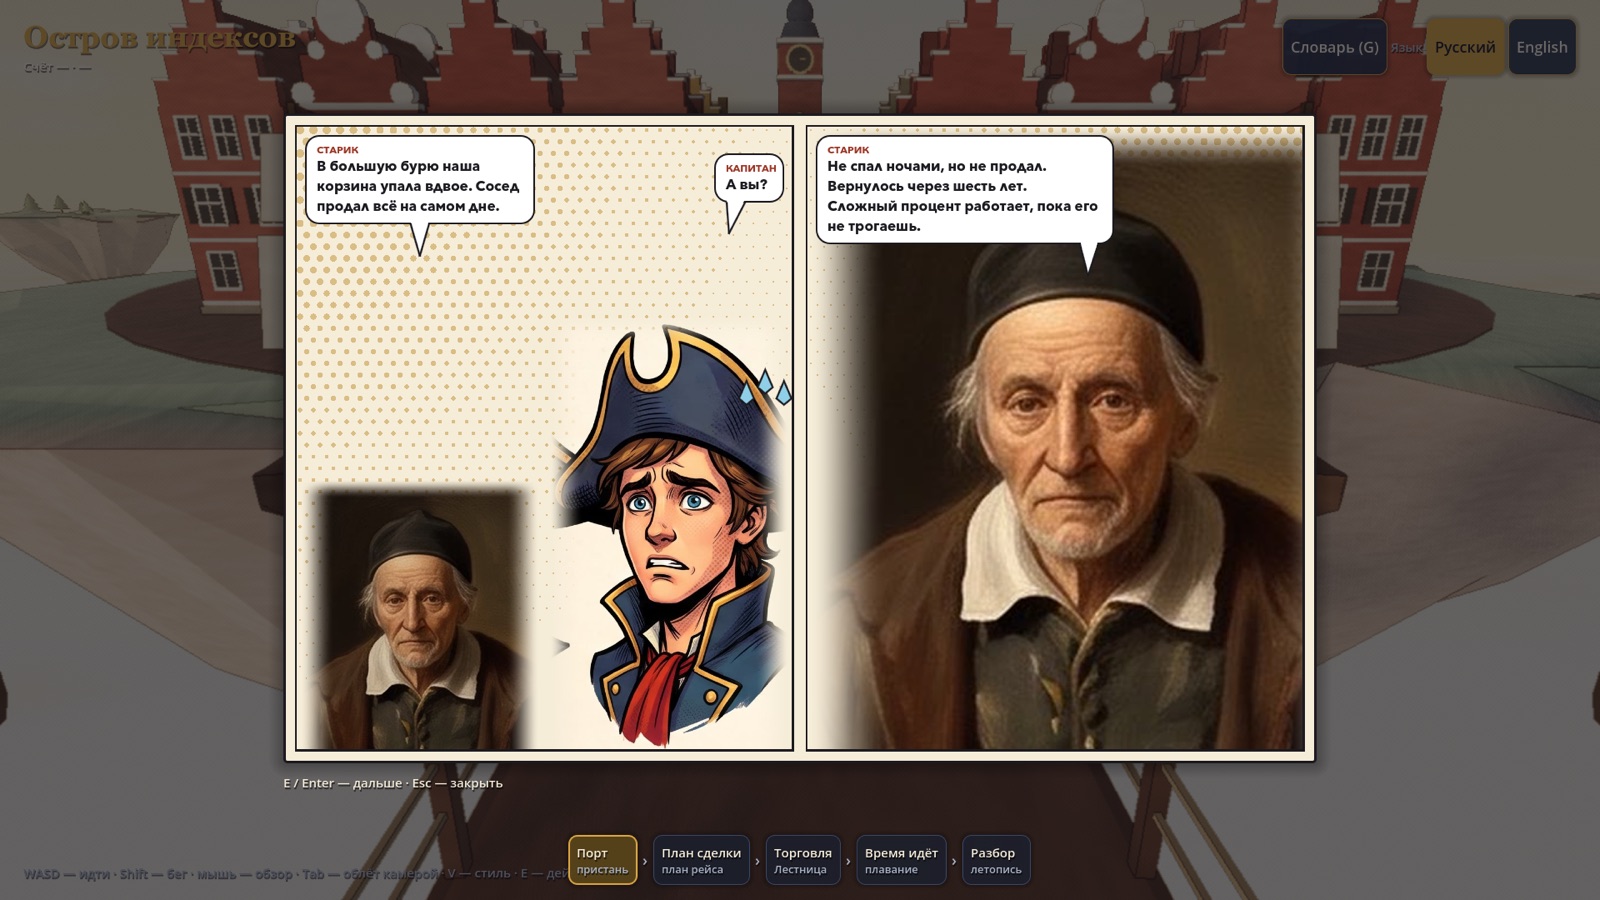 Остров индексов
Счёт — · —
Словарь (G)
Язык
Русский
English
СТАРИК
В большую бурю наша
корзина упала вдвое. Сосед
продал всё на самом дне.
КАПИТАН
А вы?
СТАРИК
Не спал ночами, но не продал.
Вернулось через шесть лет.
Сложный процент работает, пока его
не трогаешь.
E / Enter — дальше · Esc — закрыть
WASD — идти · Shift — бег · мышь — обзор · Tab — облёт камерой · V — стиль · E — дей
Порт
пристань
›
План сделки
план рейса
›
Торговля
Лестница
›
Время идёт
плавание
›
Разбор
летопись